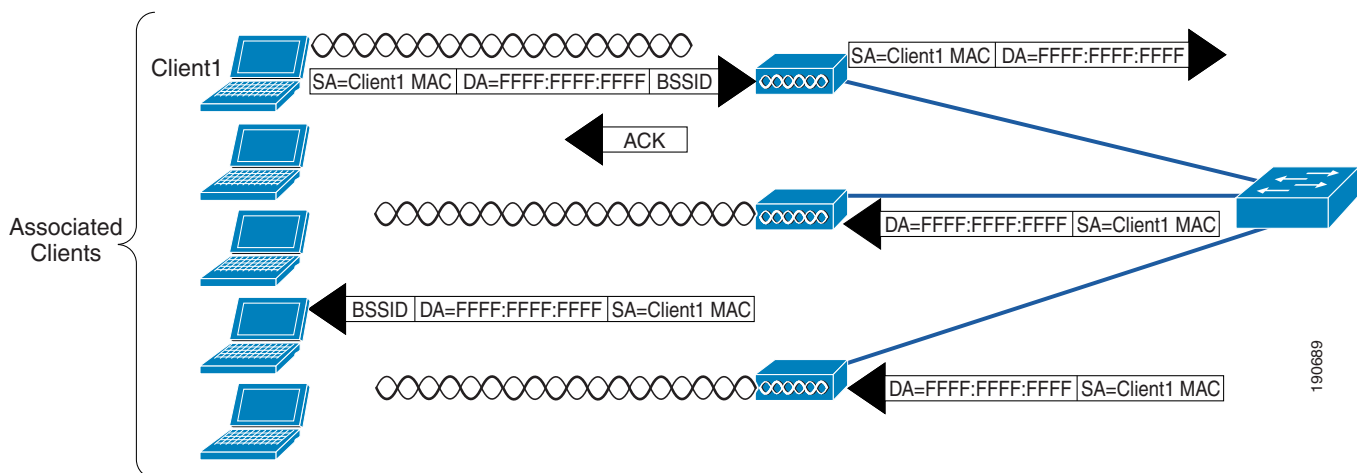 Client1
SA=Client1 MAC DA=FFFF:FFFF:FFFF BSSID
SA=Client1 MAC DA=FFFF:FFFF:FFFF
ACK
DA=FFFF:FFFF:FFFF SA=Client1 MAC
Associated
Clients
BSSID DA=FFFF:FFFF:FFFF SA=Client1 MAC
DA=FFFF:FFFF:FFFF SA=Client1 MAC
190689